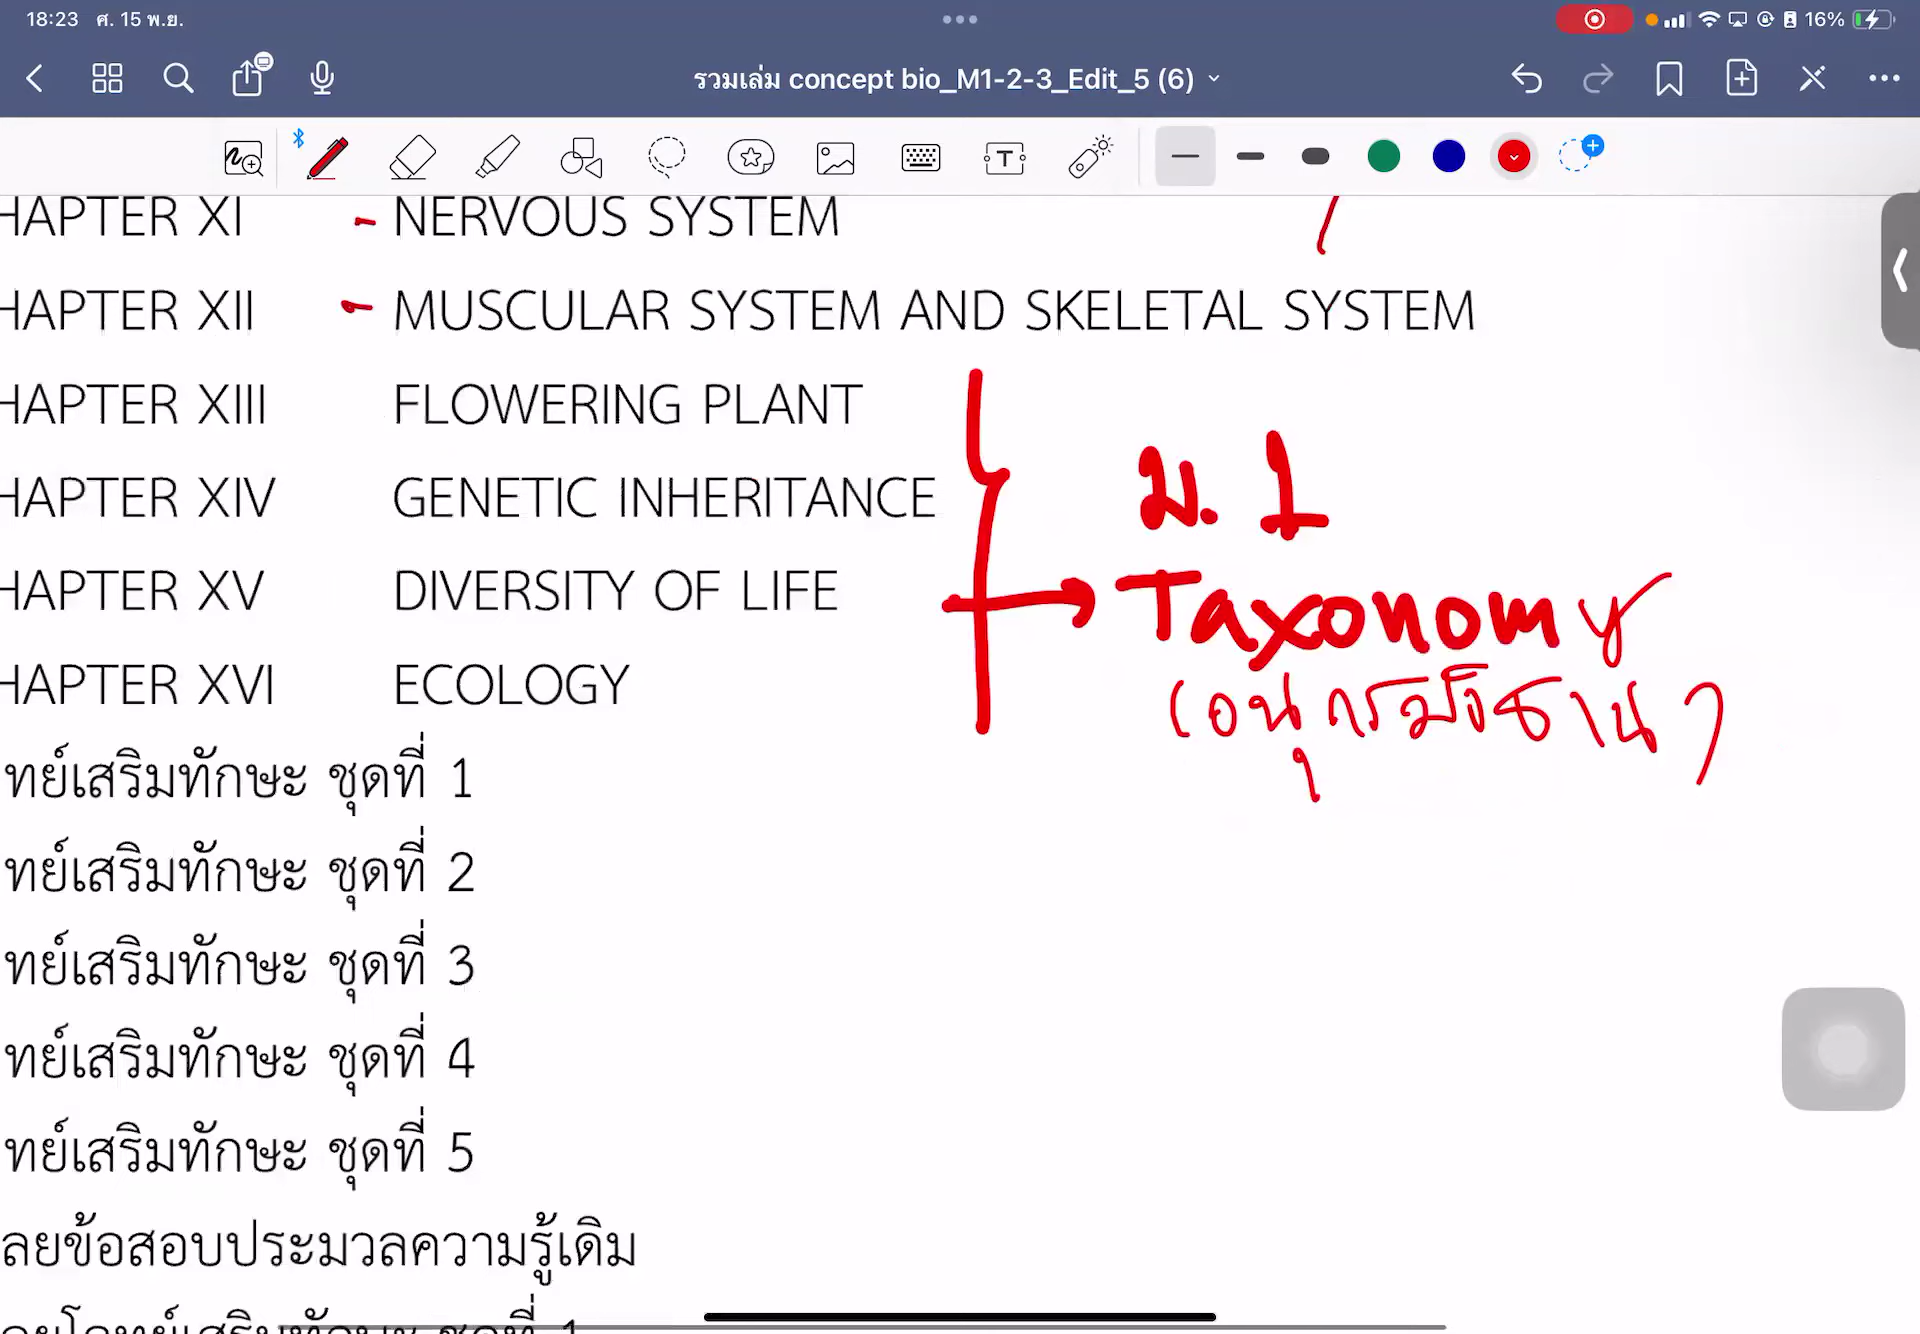 18:23 ศ. 15 พ.ย. 16%
รวมเล่ม concept bio_M1-2-3_Edit_5 (6)
HAPTER XI - NERVOUS SYSTEM
HAPTER XII - MUSCULAR SYSTEM AND SKELETAL SYSTEM
HAPTER XIII FLOWERING PLANT
HAPTER XIV GENETIC INHERITANCE
ม. 1
HAPTER XV DIVERSITY OF LIFE
Taxonomy
HAPTER XVI ECOLOGY
(อนุกรมวิธาน)
ทย์เสริมทักษะ ชุดที่ 1
ทย์เสริมทักษะ ชุดที่ 2
ทย์เสริมทักษะ ชุดที่ 3
ทย์เสริมทักษะ ชุดที่ 4
ทย์เสริมทักษะ ชุดที่ 5
ลยข้อสอบประมวลความรู้เดิม